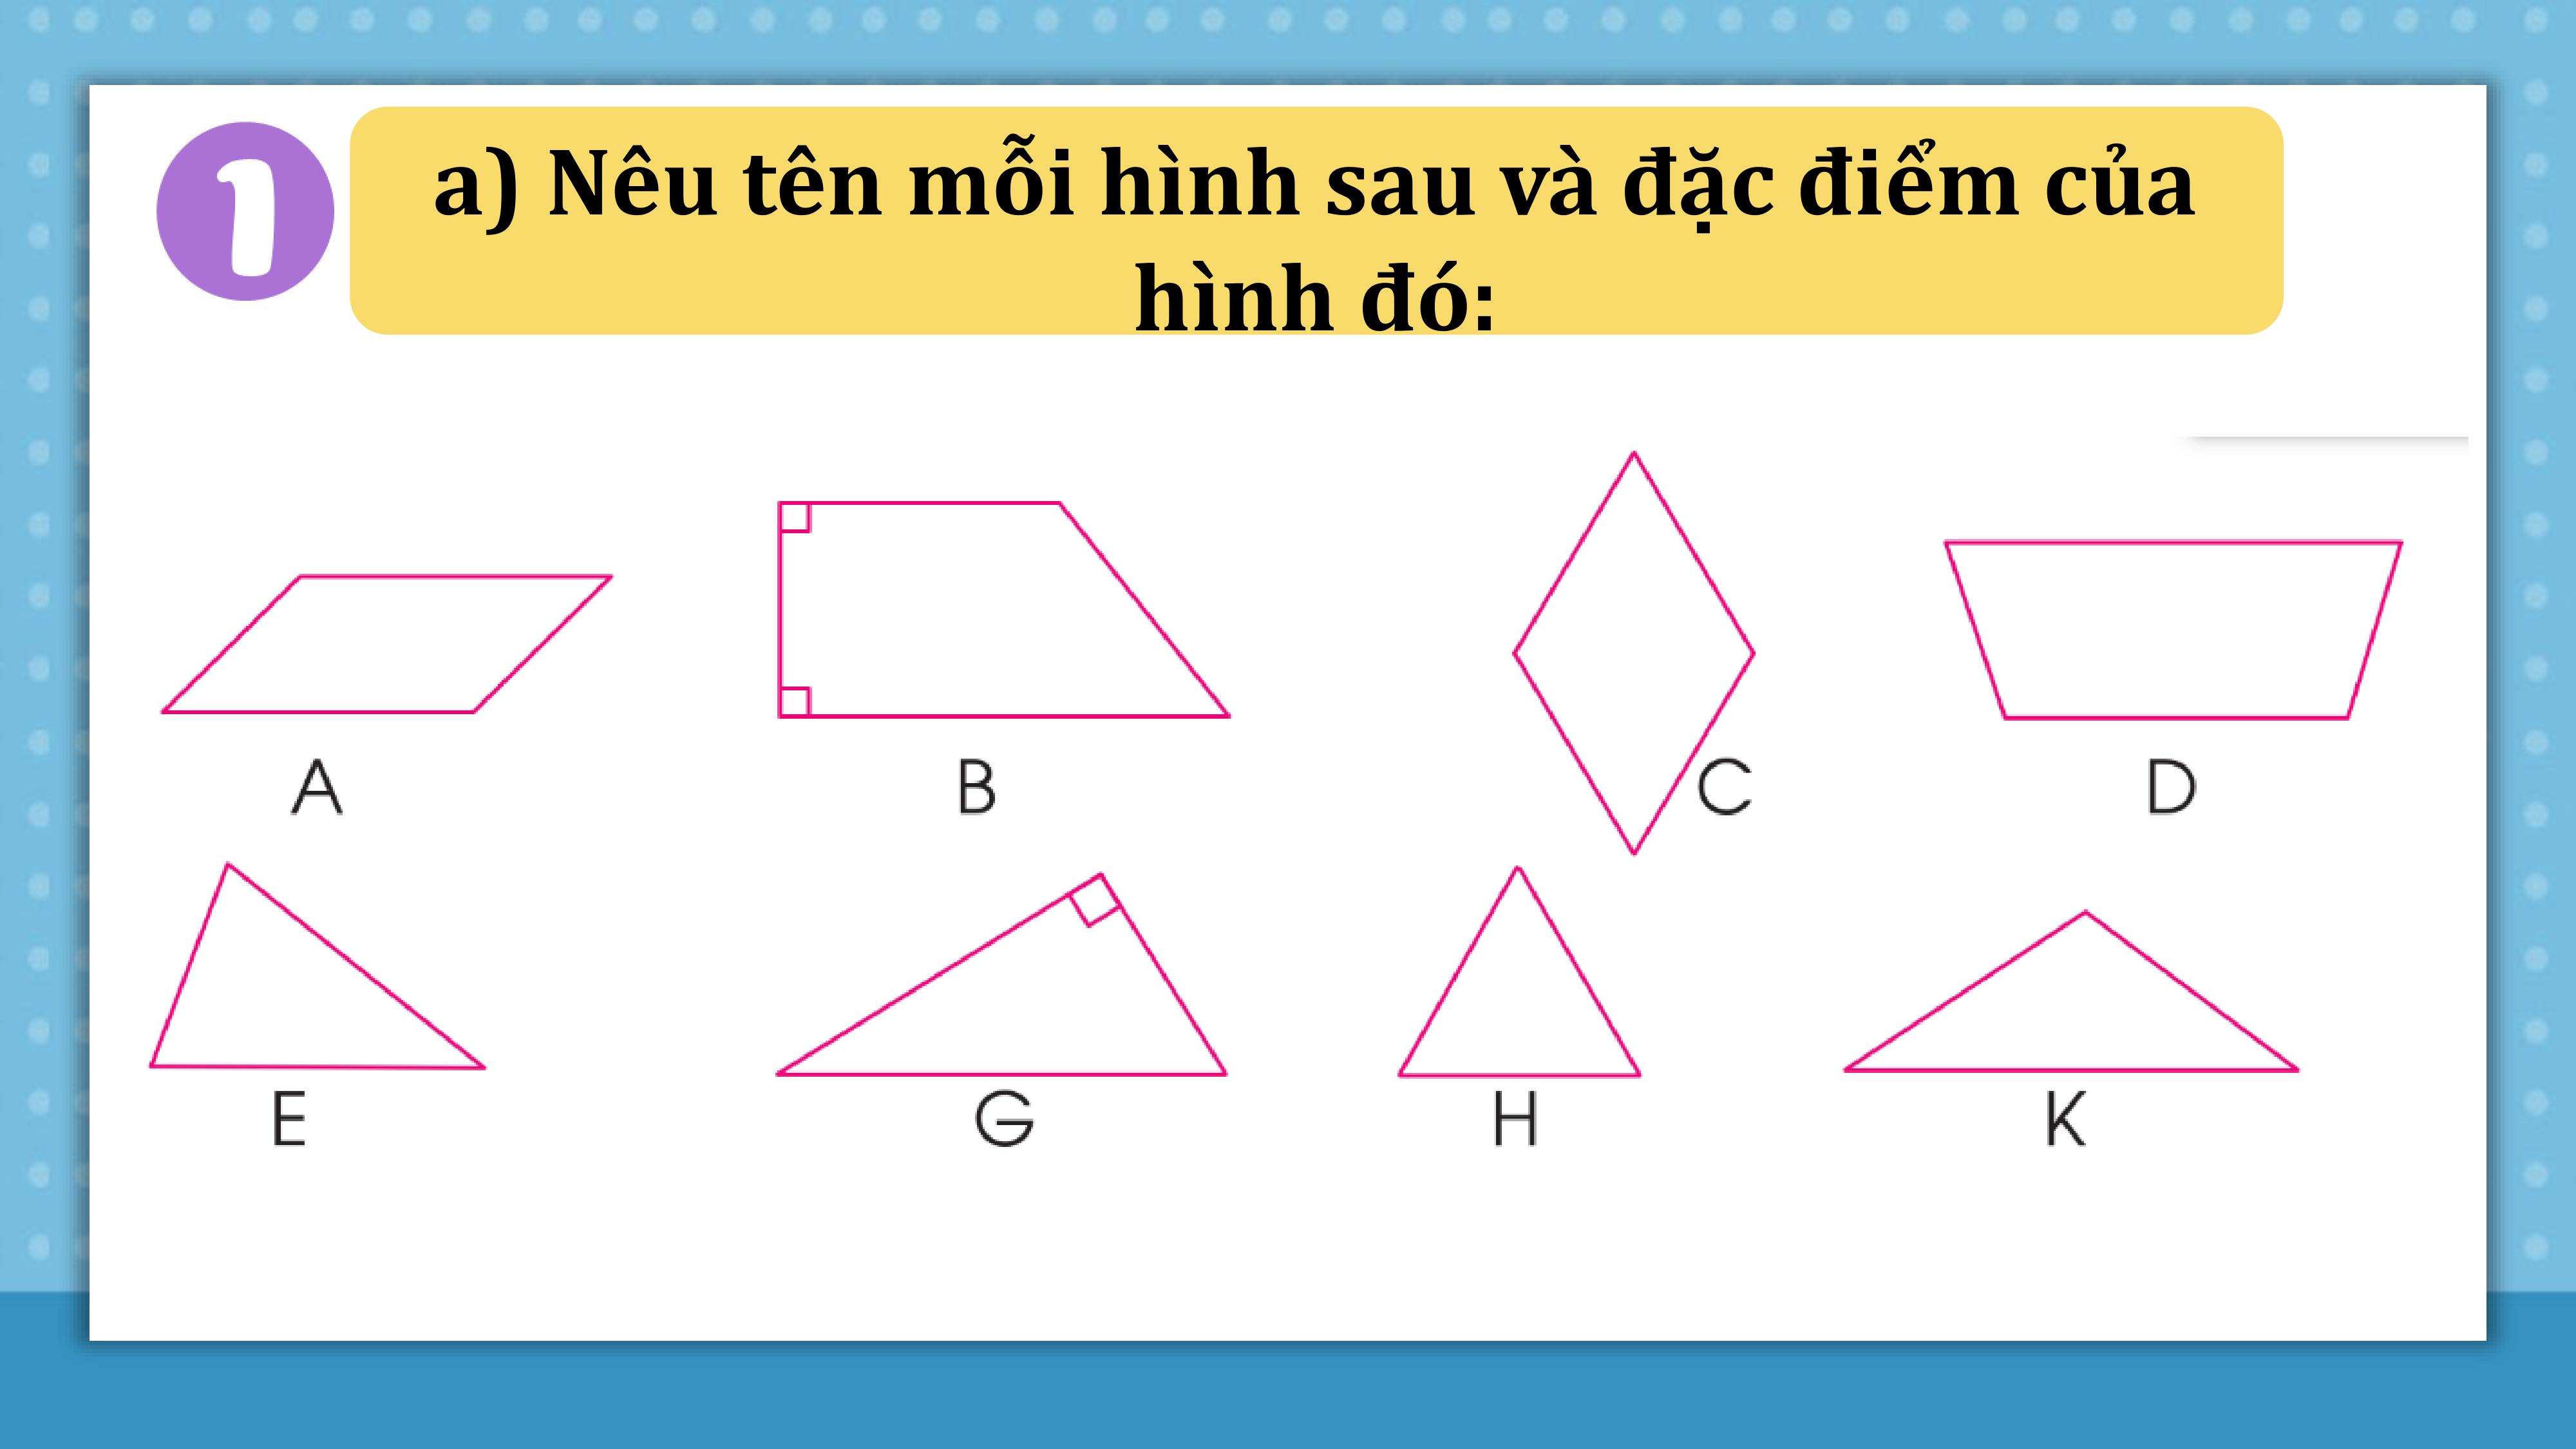 1
a) Nêu tên mỗi hình sau và đặc điểm của
hình đó:
A
B
C
D
E
G
H
K